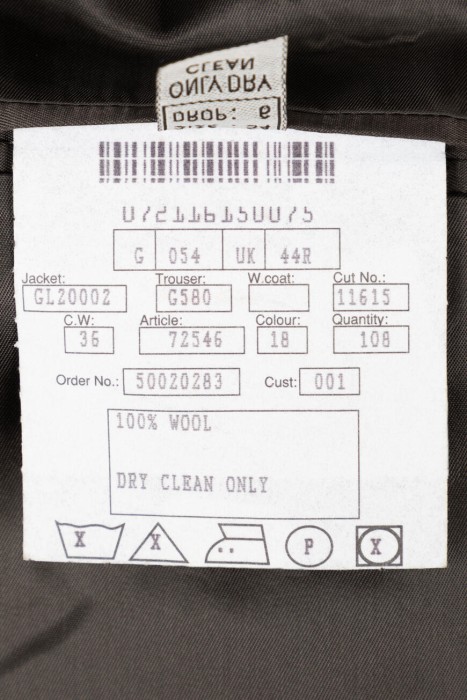 CLEAN
ONLY DRY
DROP: 6
072116150075
G 054 UK 44R
Jacket: Trouser: W.coat: Cut No.:
GL20002 G580 11615
C.W: Article: Colour: Quantity:
36 72546 18 108
Order No.: 50020283 Cust: 001
100% WOOL
DRY CLEAN ONLY
X X P X